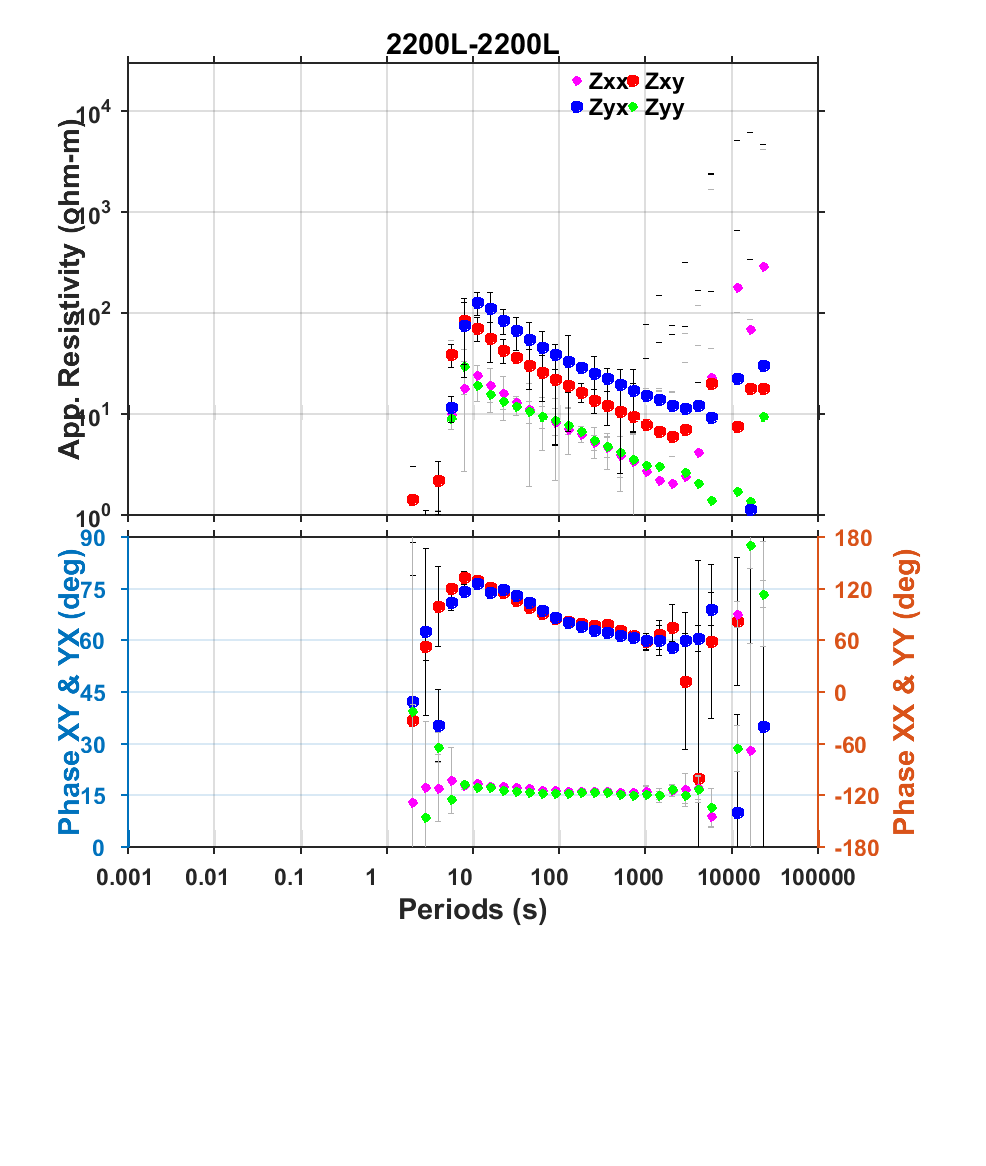 2200L-2200L
Zxx Zxy
Zyx Zyy
App. Resistivity (ohm-m)
10^4
10^3
10^2
10^1
10^0
Phase XY & YX (deg)
90
75
60
45
30
15
0
180
120
60
0
-60
-120
-180
Phase XX & YY (deg)
0.001 0.01 0.1 1 10 100 1000 10000 100000
Periods (s)